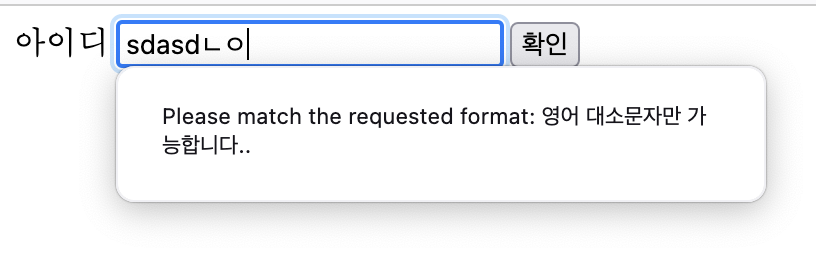 아이디 sdasdㄴㅇ 확인
Please match the requested format: 영어 대소문자만 가
능합니다..